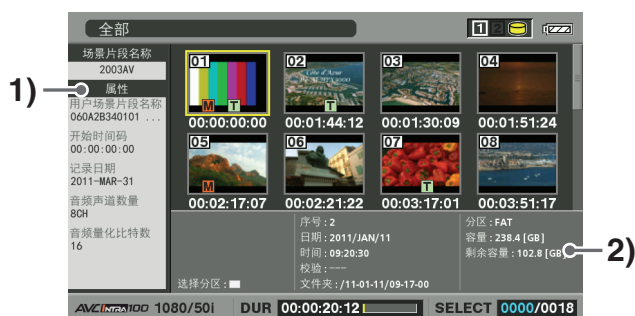 全部
1 2
场景片段名称
2003AV
1)
属性
用户场景片段名称
060A2B340101 ...
开始时间码
00:00:00:00
记录日期
2011-MAR-31
音频声道数量
8CH
音频量化比特数
16
01 M T
00:00:00:00
02 Côte d'Azur T
00:01:44:12
03
00:01:30:09
04
00:01:51:24
05 M
00:02:17:07
06
00:02:21:22
07 T
00:03:17:01
08
00:03:51:17
选择分区:
序号:2
日期:2011/JAN/11
时间:09:20:30
校验:---
文件夹:/11-01-11/09-17-00
分区:FAT
容量:238.4 [GB]
剩余容量:102.8 [GB]
2)
AVC INTRA 100 1080/50i DUR 00:00:20:12 SELECT 0000/0018